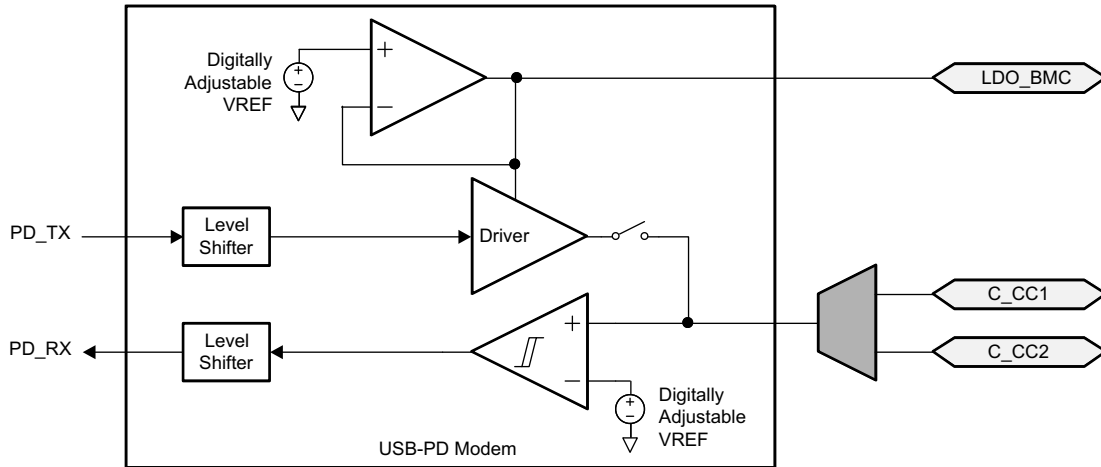 Digitally
Adjustable
VREF
+
−
LDO_BMC
PD_TX
Level
Shifter
Driver
C_CC1
PD_RX
Level
Shifter
+
−
C_CC2
Digitally
Adjustable
VREF
USB-PD Modem